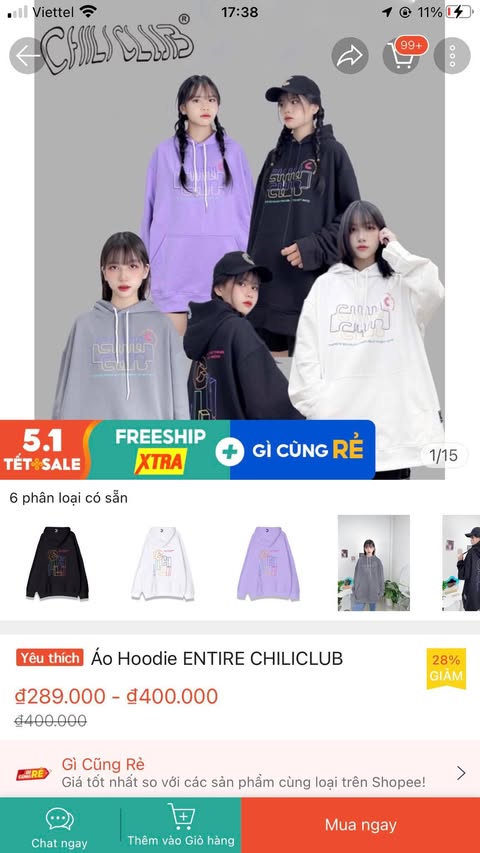 Viettel 17:38 11%
CHILI CLUB®
99+
5.1
TẾT SALE
FREESHIP
XTRA
+
GÌ CÙNG RẺ
1/15
6 phân loại có sẵn
Yêu thích Áo Hoodie ENTIRE CHILICLUB
28%
GIẢM
₫289.000 - ₫400.000
₫400.000
Gì Cũng Rẻ
Giá tốt nhất so với các sản phẩm cùng loại trên Shopee!
Chat ngay
Thêm vào Giỏ hàng
Mua ngay